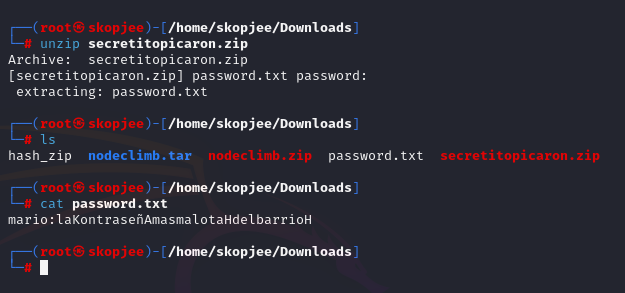 ┌──(root㉿skopjee)-[/home/skopjee/Downloads]
└─# unzip secretitopicaron.zip
Archive:  secretitopicaron.zip
[secretitopicaron.zip] password.txt password:
 extracting: password.txt
┌──(root㉿skopjee)-[/home/skopjee/Downloads]
└─# ls
hash_zip  nodeclimb.tar  nodeclimb.zip  password.txt  secretitopicaron.zip
┌──(root㉿skopjee)-[/home/skopjee/Downloads]
└─# cat password.txt
mario:laKontraseñAmasmalotaHdelbarrioH
┌──(root㉿skopjee)-[/home/skopjee/Downloads]
└─#